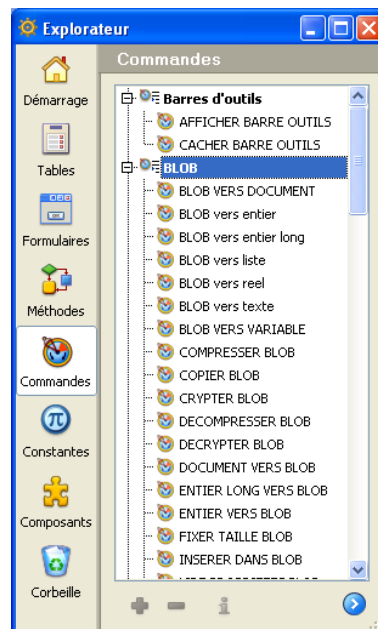 Explorateur
Commandes
Démarrage
Tables
Formulaires
Méthodes
Commandes
Constantes
Composants
Corbeille
Barres d'outils
AFFICHER BARRE OUTILS
CACHER BARRE OUTILS
BLOB
BLOB VERS DOCUMENT
BLOB vers entier
BLOB vers entier long
BLOB vers liste
BLOB vers reel
BLOB vers texte
BLOB VERS VARIABLE
COMPRESSER BLOB
COPIER BLOB
CRYPTER BLOB
DECOMPRESSER BLOB
DECRYPTER BLOB
DOCUMENT VERS BLOB
ENTIER LONG VERS BLOB
ENTIER VERS BLOB
FIXER TAILLE BLOB
INSERER DANS BLOB